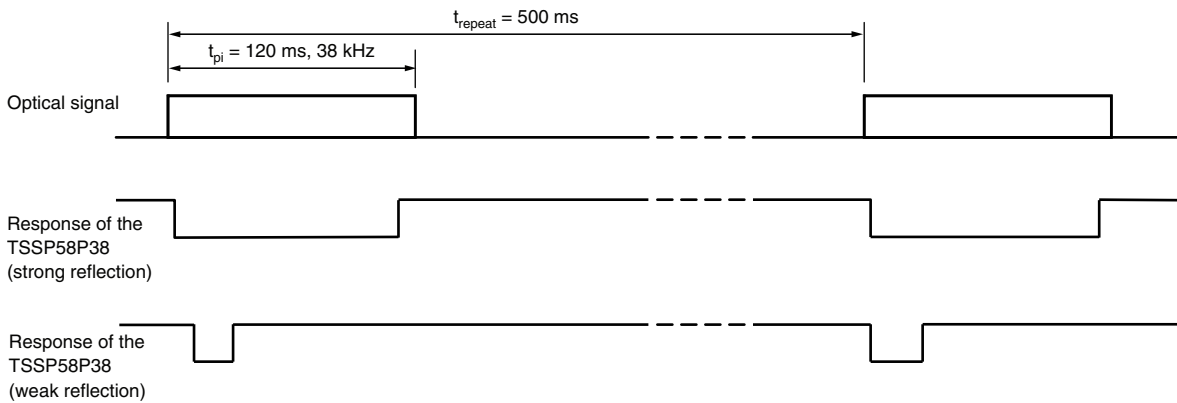 t_repeat = 500 ms
t_pi = 120 ms, 38 kHz
Optical signal
Response of the
TSSP58P38
(strong reflection)
Response of the
TSSP58P38
(weak reflection)